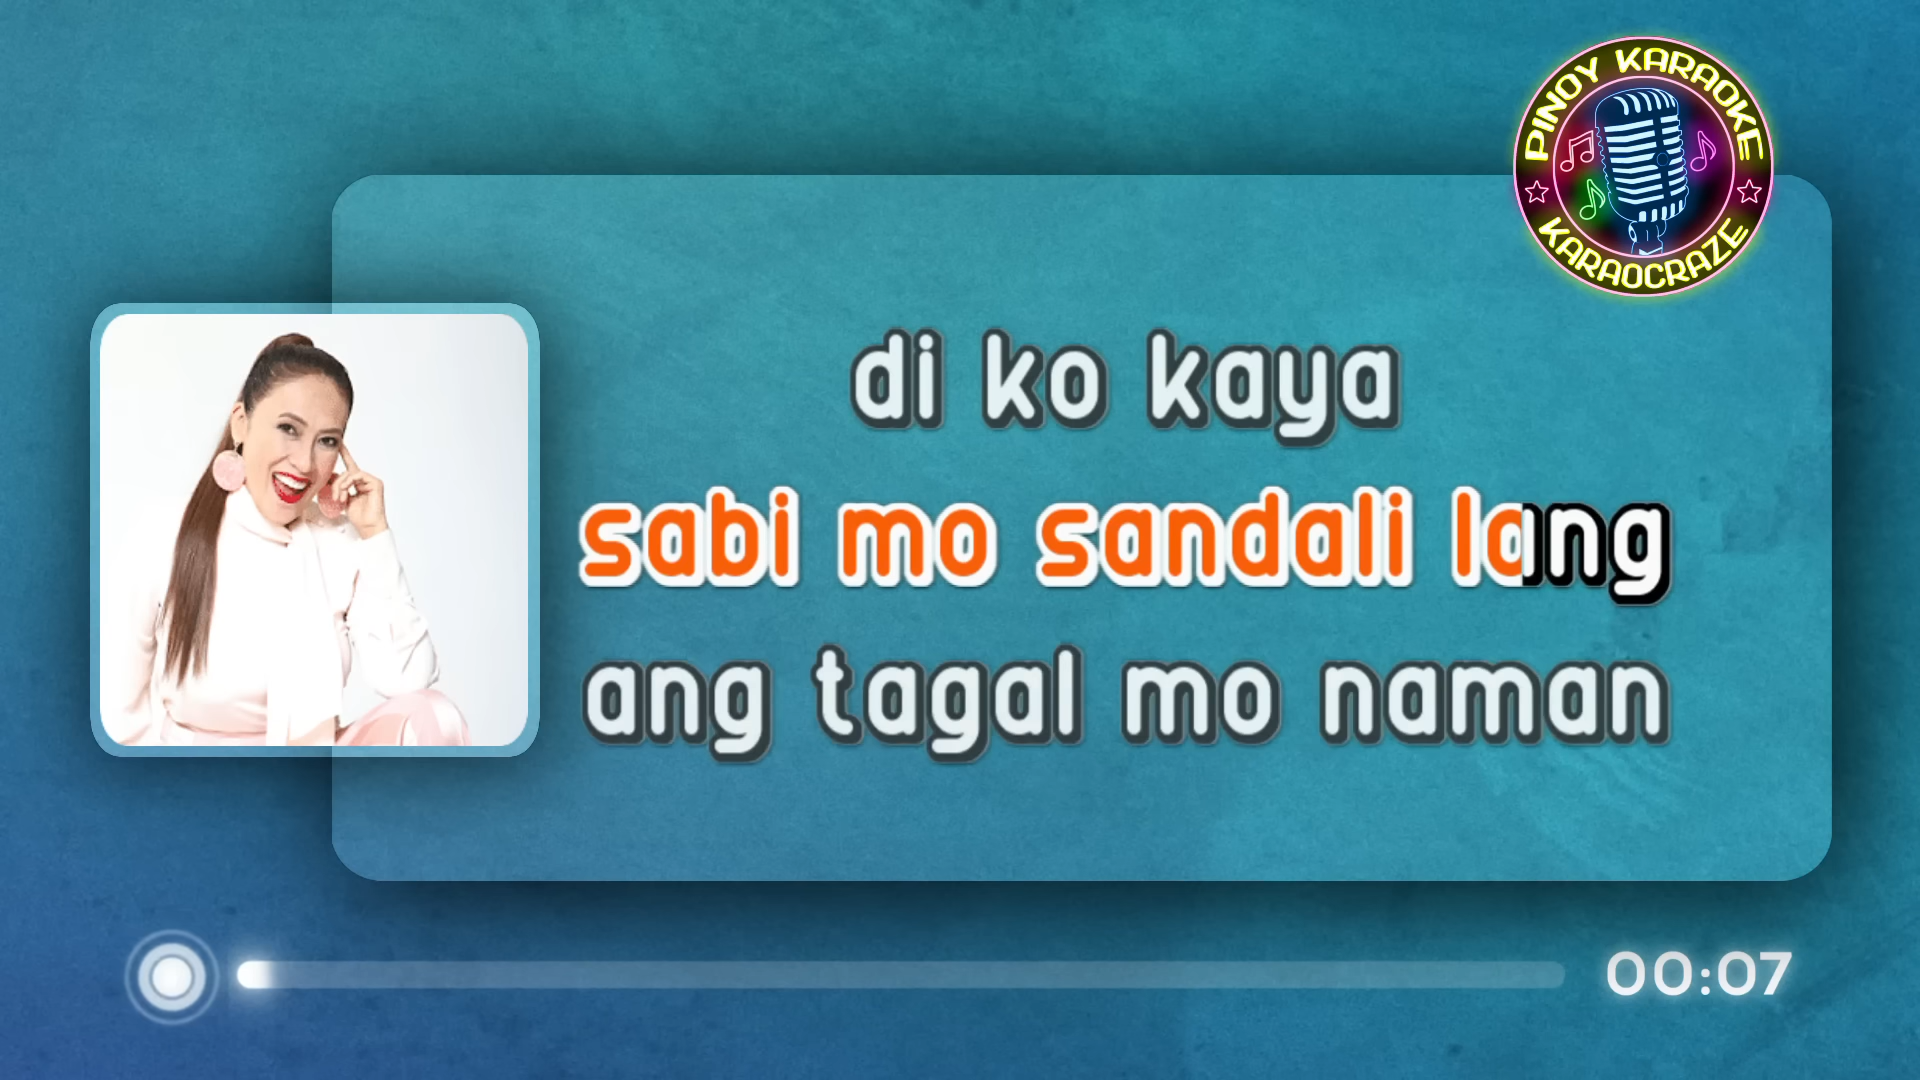 PINOY KARAOKE
KARAOCRAZE
di ko kaya
sabi mo sandali lang
ang tagal mo naman
00:07